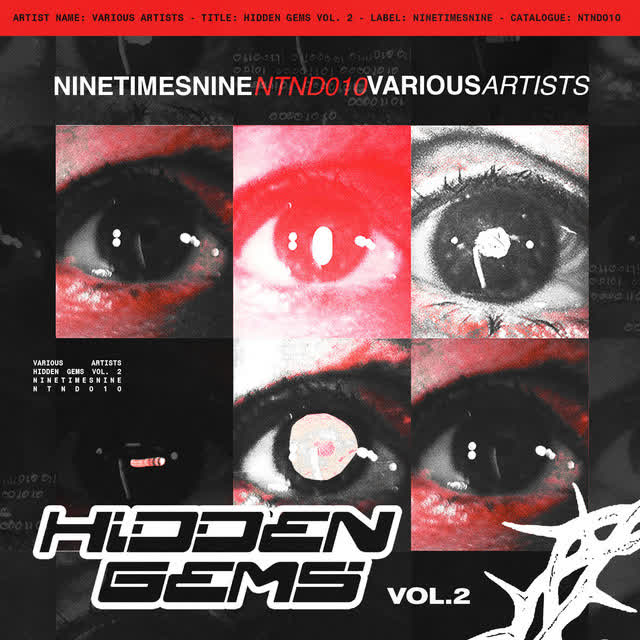 ARTIST NAME: VARIOUS ARTISTS - TITLE: HIDDEN GEMS VOL. 2 - LABEL: NINETIMESNINE - CATALOGUE: NTND010
NINETIMESNINENTND010VARIOUSARTISTS
VARIOUS ARTISTS
HIDDEN GEMS VOL. 2
NINETIMESNINE
NTND010
HIDDEN
GEMS
VOL.2